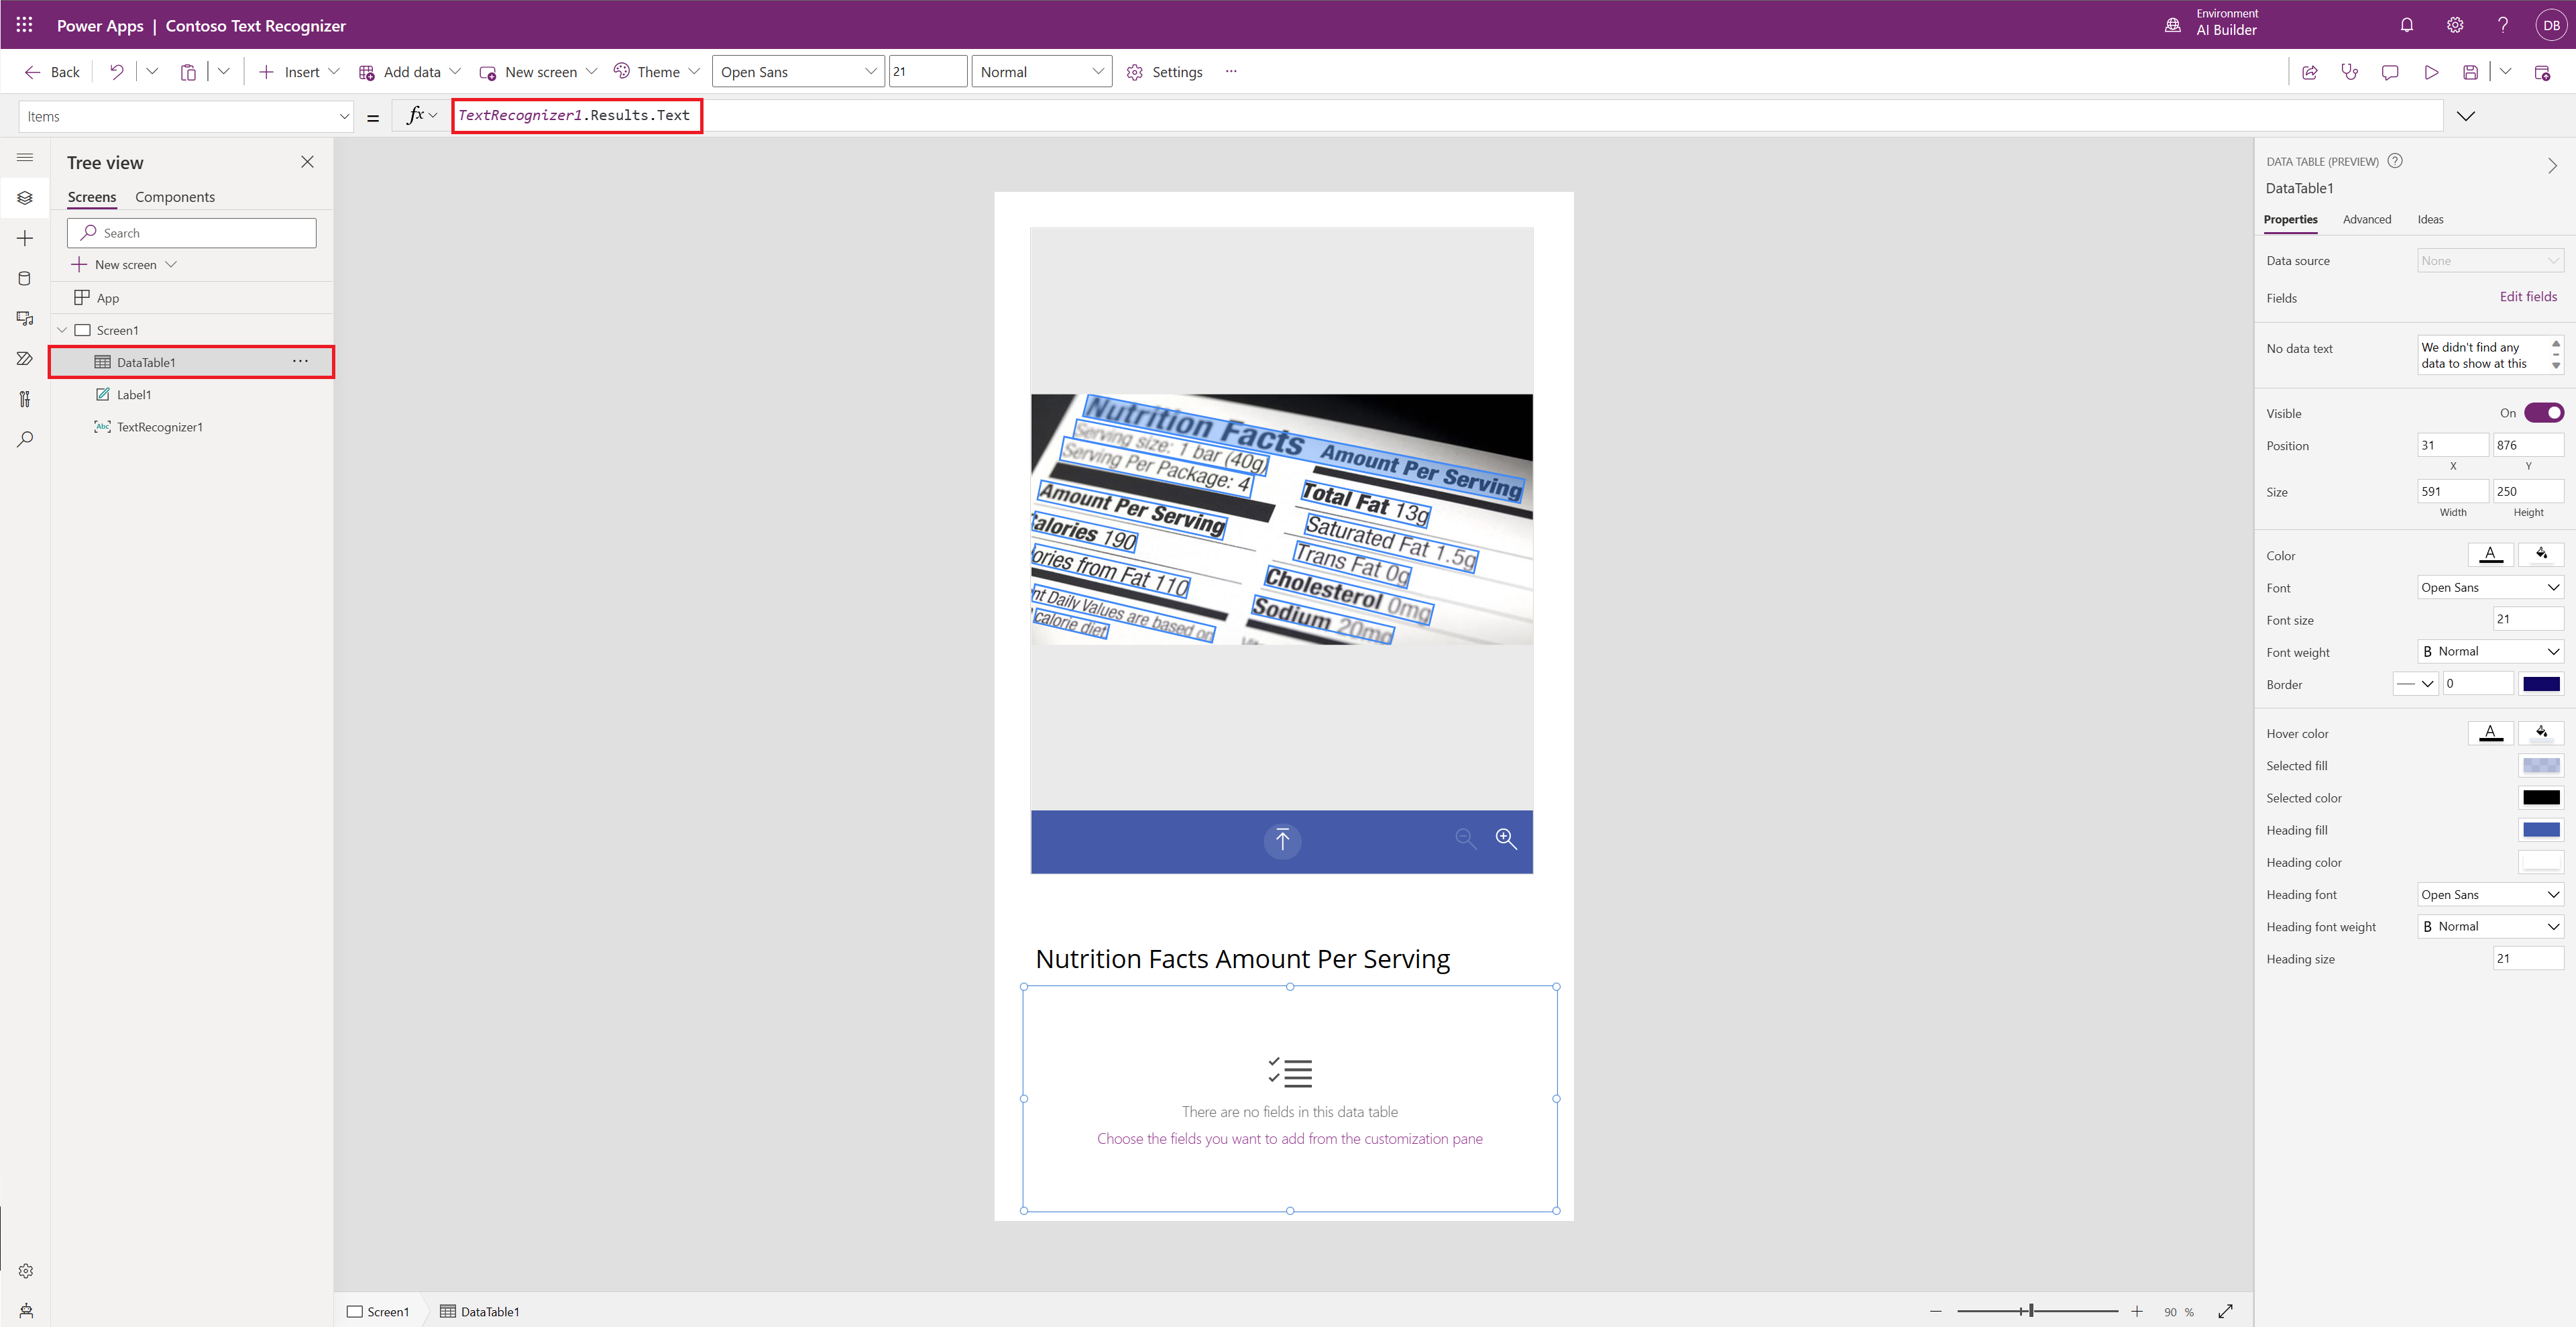 Power Apps | Contoso Text Recognizer
Environment
AI Builder
DB
Back
Insert
Add data
New screen
Theme
Open Sans
21
Normal
Settings
Items
=
fx
TextRecognizer1.Results.Text
Tree view
Screens
Components
Search
New screen
App
Screen1
DataTable1
Label1
Abc
TextRecognizer1
Nutrition Facts Amount Per Serving
Serving size: 1 bar (40g)
Serving Per Package: 4
Amount Per Serving
Calories 190
ories from Fat 110
nt Daily Values are based on
calorie diet
Total Fat 13g
Saturated Fat 1.5g
Trans Fat 0g
Cholesterol 0mg
Sodium 20mg
Nutrition Facts Amount Per Serving
There are no fields in this data table
Choose the fields you want to add from the customization pane
Screen1
DataTable1
90 %
DATA TABLE (PREVIEW)
DataTable1
Properties
Advanced
Ideas
Data source
None
Fields
Edit fields
No data text
We didn't find any
data to show at this
Visible
On
Position
31
876
X
Y
Size
591
250
Width
Height
Color
Font
Open Sans
Font size
21
Font weight
B Normal
Border
0
Hover color
Selected fill
Selected color
Heading fill
Heading color
Heading font
Open Sans
Heading font weight
B Normal
Heading size
21